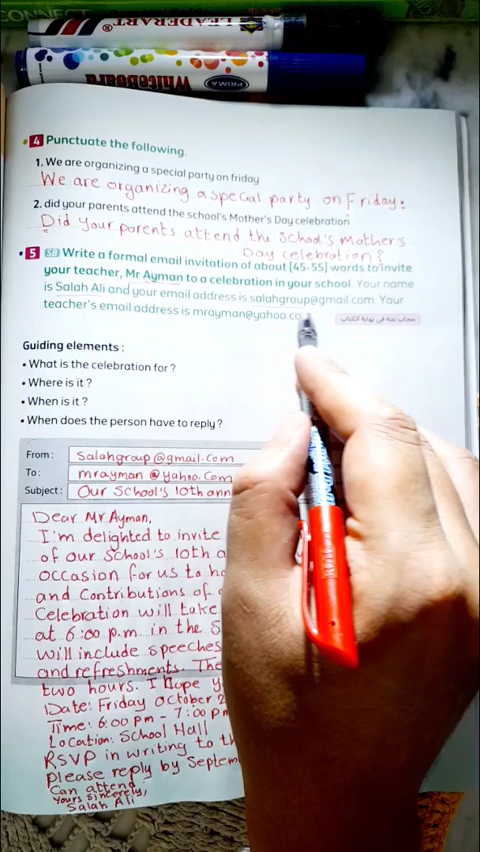 CONNECT
LEADERART
Whiteboard PRIMA
4 Punctuate the following.
1. We are organizing a special party on friday
We are organizing a special party on Friday.
2. did your parents attend the school's Mother's Day celebration
Did your parents attend the School's Mother's
Day celebration?
5 Write a formal email invitation of about (45-55) words to invite
your teacher, Mr Ayman to a celebration in your school. Your name
is Salah Ali and your email address is salahgroup@gmail.com. Your
teacher's email address is mrayman@yahoo.co
مجاب عنه في نهاية الكتاب
Guiding elements :
• What is the celebration for ?
• Where is it ?
• When is it ?
• When does the person have to reply ?
From : Salahgroup@gmail.Com
To : mrayman@yahoo.Com
Subject : Our School's 10th ann
Dear Mr Ayman,
I'm delighted to invite
of our school's 10th a
occasion for us to ho
and Contributions of
Celebration will take
at 6:00 p.m. in the S
will include speeches
and refreshments. The
two hours. I hope y
Date: Friday October 2
Time: 6:00 pm - 7:00 pm
Location: School Hall
RSVP in writing to th
please reply by Septem
Can attend
Yours sincerely,
Salah Ali